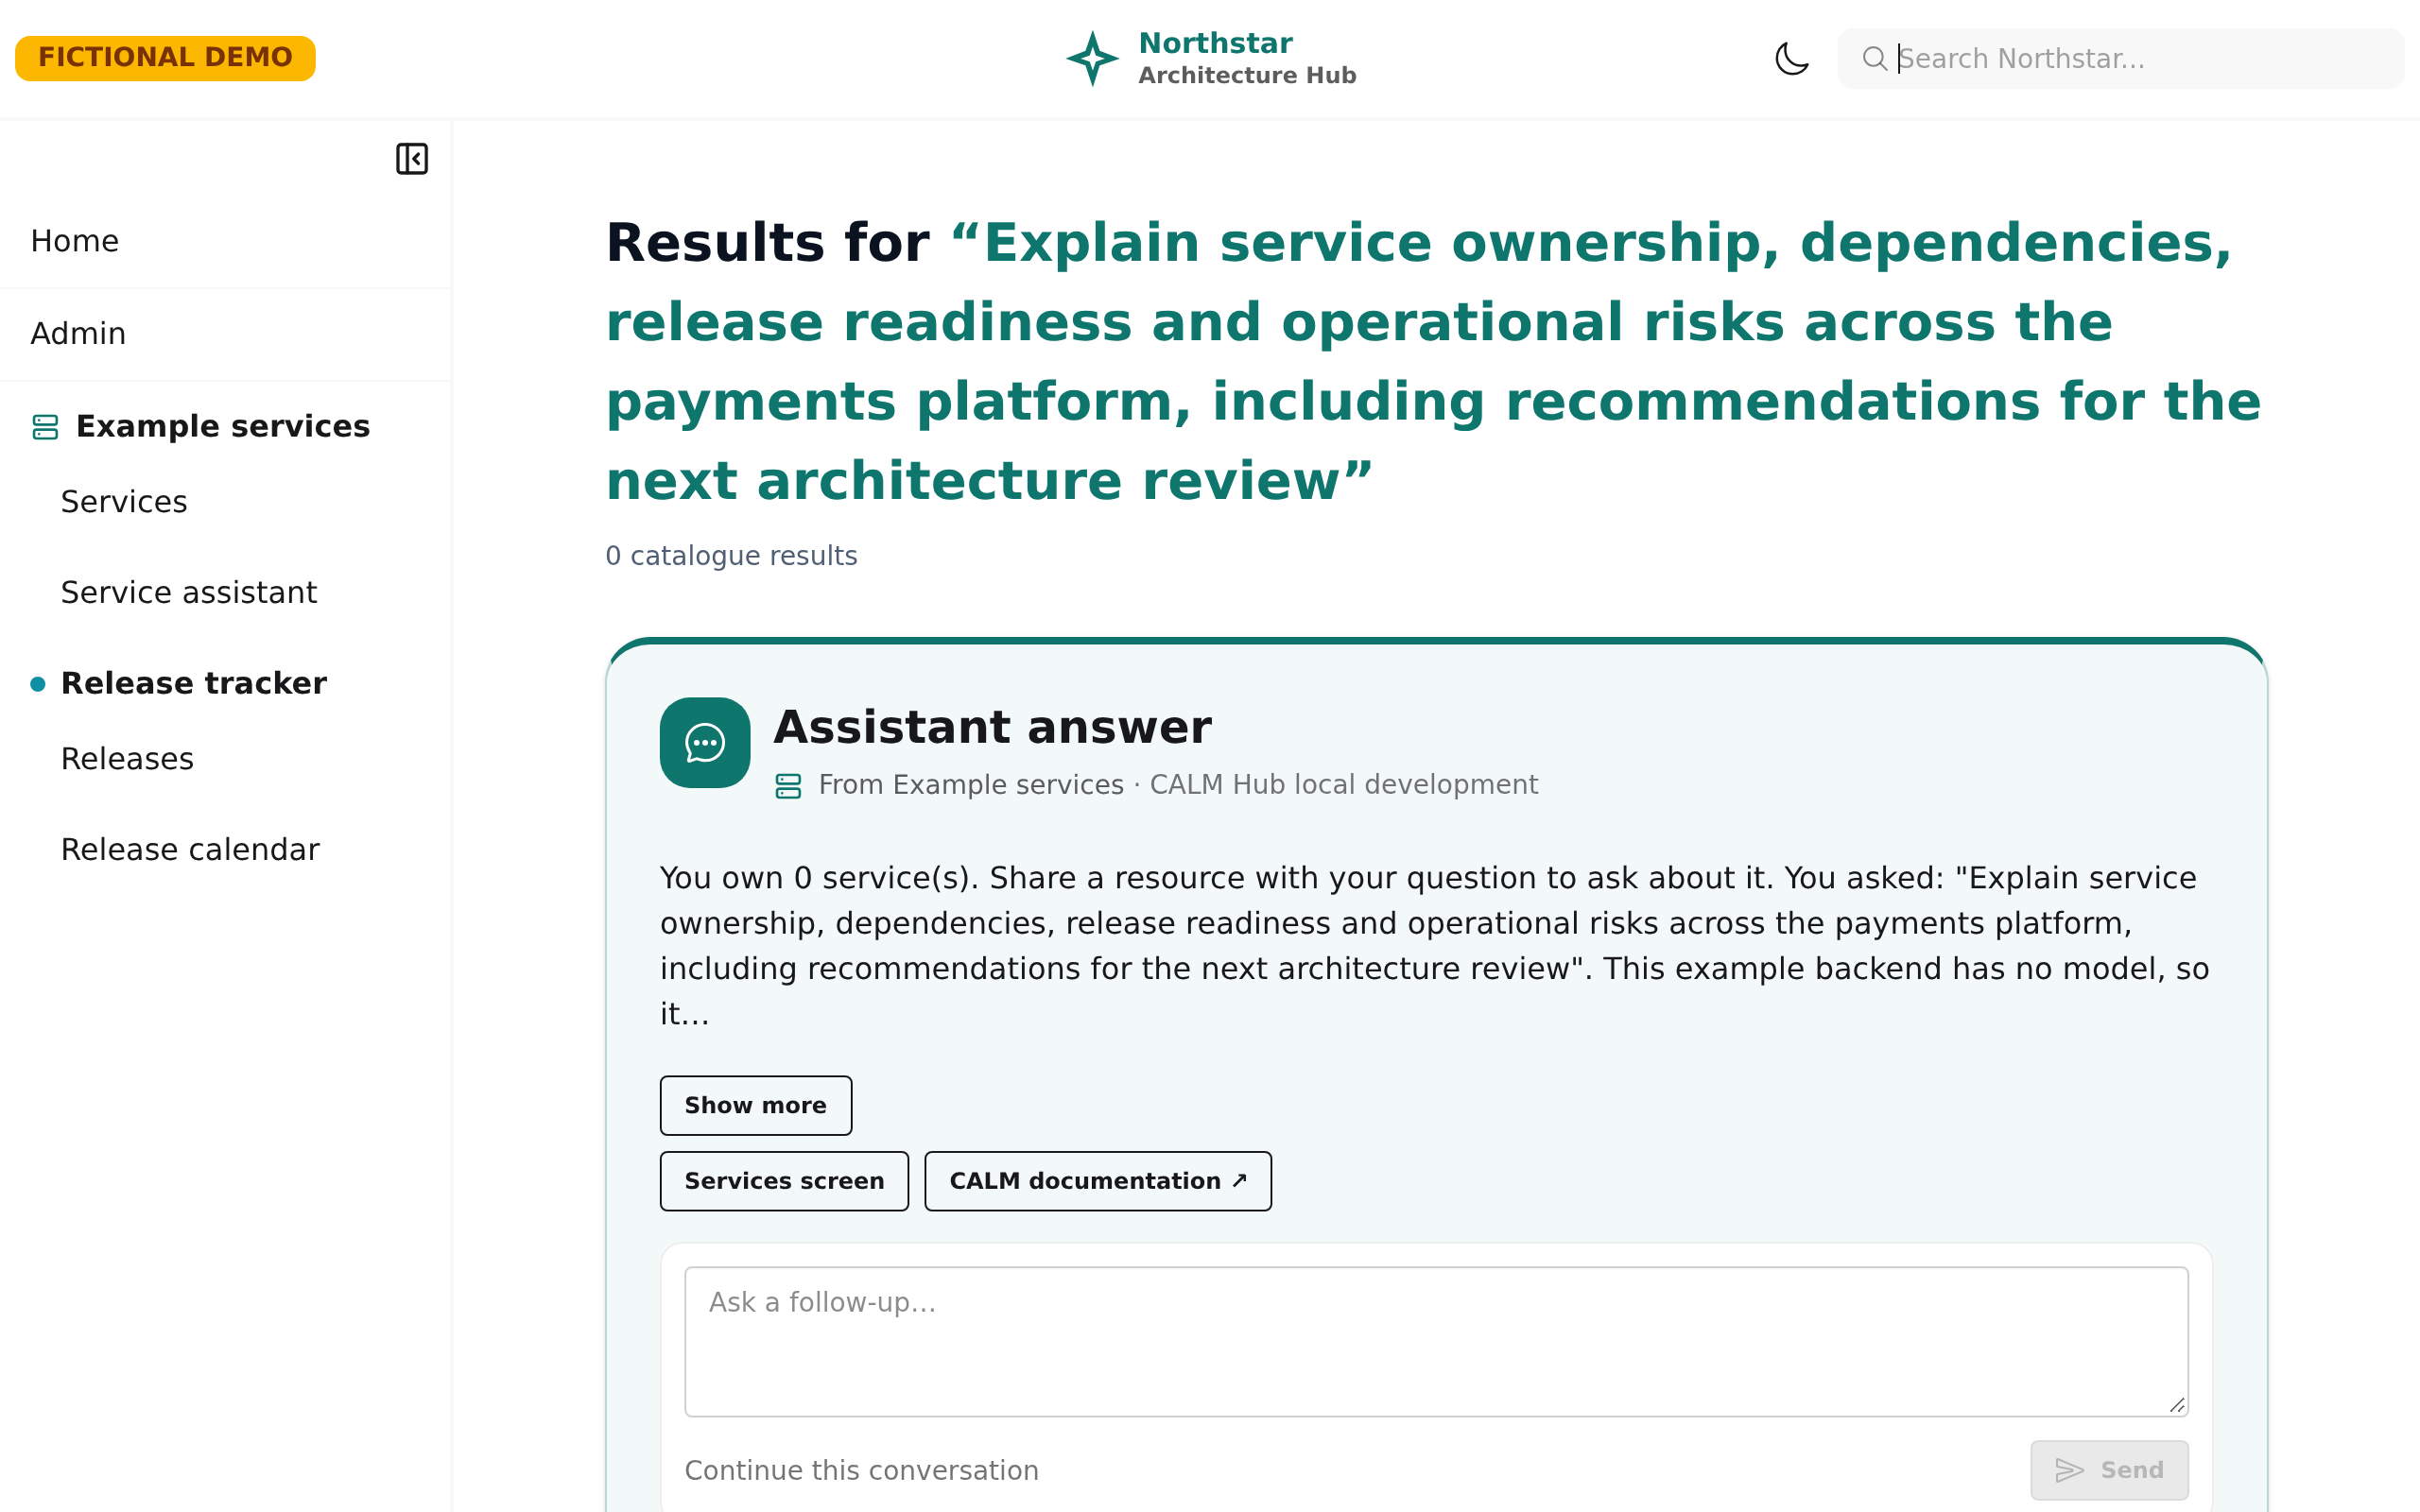 FICTIONAL DEMO
Northstar
Architecture Hub
Search Northstar...
Home
Admin
Example services
Services
Service assistant
Release tracker
Releases
Release calendar
Results for “Explain service ownership, dependencies,
release readiness and operational risks across the
payments platform, including recommendations for the
next architecture review”
0 catalogue results
Assistant answer
From Example services · CALM Hub local development
You own 0 service(s). Share a resource with your question to ask about it. You asked: "Explain service
ownership, dependencies, release readiness and operational risks across the payments platform,
including recommendations for the next architecture review". This example backend has no model, so
it…
Show more
Services screen
CALM documentation ↗
Ask a follow-up…
Continue this conversation
Send